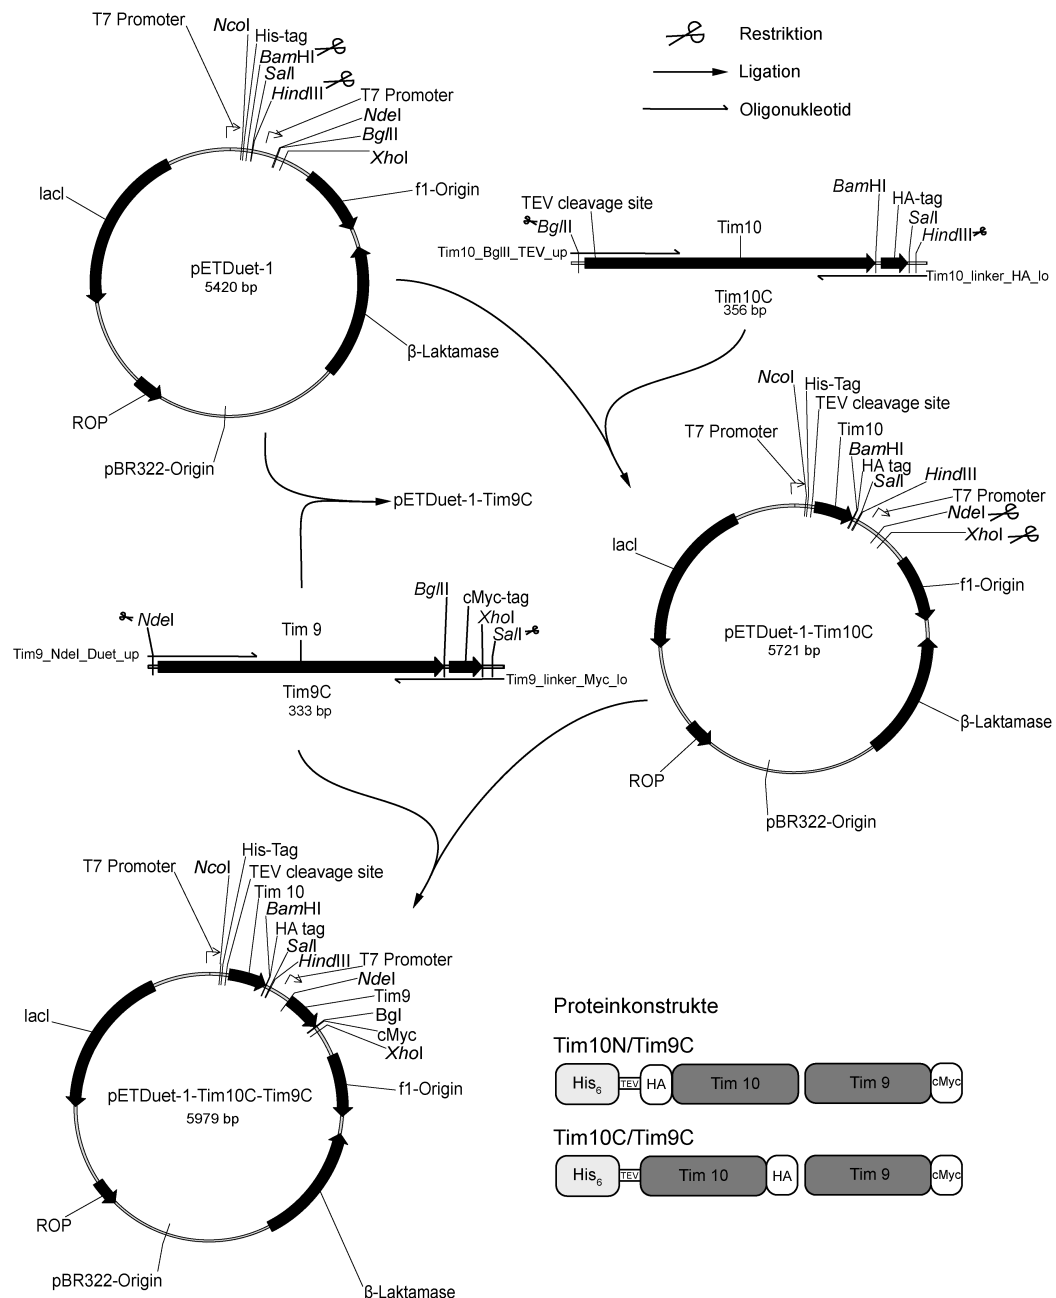 T7 Promoter
NcoI
His-tag
BamHI
SalI
HindIII
T7 Promoter
NdeI
BglII
XhoI
lacI
f1-Origin
pETDuet-1
5420 bp
β-Laktamase
ROP
pBR322-Origin
Restriktion
Ligation
Oligonukleotid
BamHI
TEV cleavage site
HA-tag
BglII
Tim10
SalI
HindIII
Tim10_BglII_TEV_up
Tim10_linker_HA_lo
Tim10C
356 bp
pETDuet-1-Tim9C
NcoI
His-Tag
TEV cleavage site
T7 Promoter
Tim10
BamHI
HA tag
SalI
HindIII
T7 Promoter
NdeI
XhoI
lacI
f1-Origin
pETDuet-1-Tim10C
5721 bp
β-Laktamase
ROP
pBR322-Origin
NdeI
Tim 9
BglII
cMyc-tag
XhoI
SalI
Tim9_NdeI_Duet_up
Tim9_linker_Myc_lo
Tim9C
333 bp
T7 Promoter
NcoI
His-Tag
TEV cleavage site
Tim 10
BamHI
HA tag
SalI
HindIII
T7 Promoter
NdeI
Tim9
BgI
cMyc
XhoI
lacI
f1-Origin
pETDuet-1-Tim10C-Tim9C
5979 bp
ROP
pBR322-Origin
β-Laktamase
Proteinkonstrukte
Tim10N/Tim9C
His6 TEV HA Tim 10 Tim 9 cMyc
Tim10C/Tim9C
His6 TEV Tim 10 HA Tim 9 cMyc